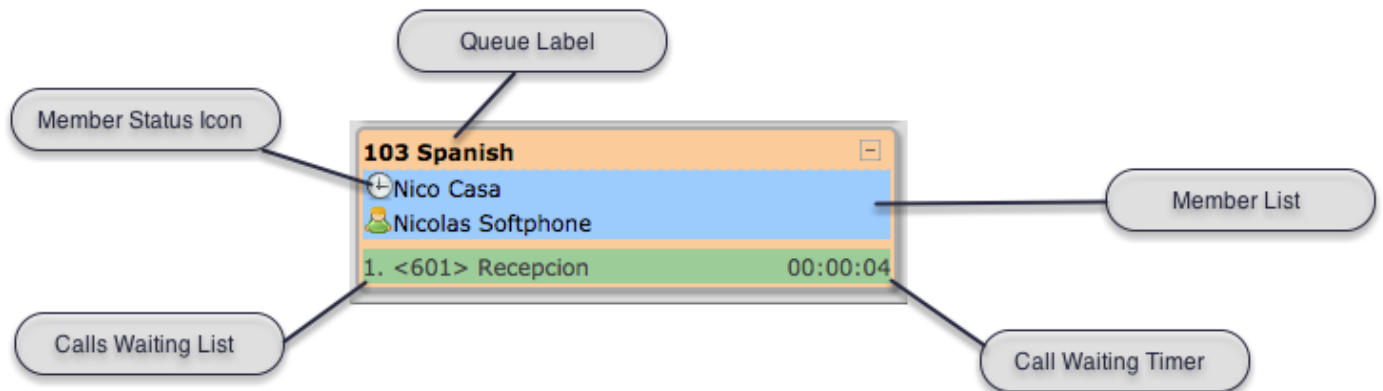 Queue Label
Member Status Icon
103 Spanish
Nico Casa
Nicolas Softphone
Member List
1. <601> Recepcion 00:00:04
Calls Waiting List
Call Waiting Timer